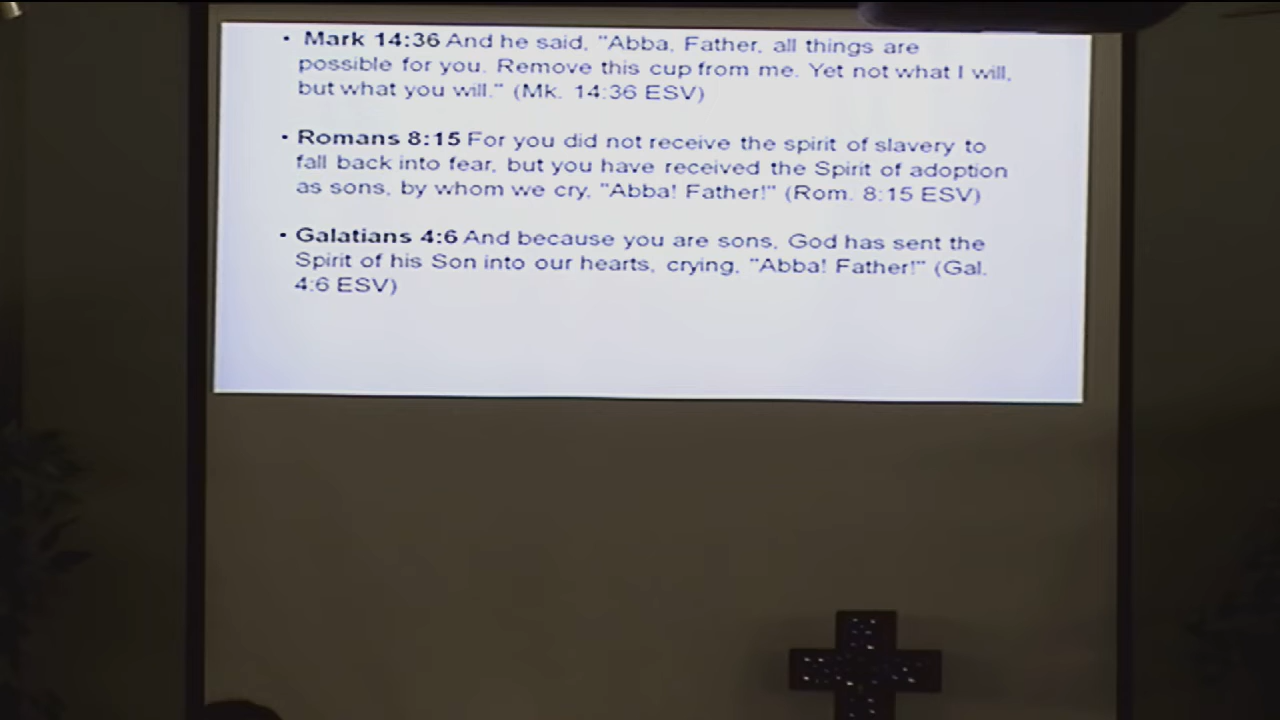 • Mark 14:36 And he said, "Abba, Father, all things are
possible for you. Remove this cup from me. Yet not what I will,
but what you will." (Mk. 14:36 ESV)
• Romans 8:15 For you did not receive the spirit of slavery to
fall back into fear, but you have received the Spirit of adoption
as sons, by whom we cry, "Abba! Father!" (Rom. 8:15 ESV)
• Galatians 4:6 And because you are sons, God has sent the
Spirit of his Son into our hearts, crying, "Abba! Father!" (Gal.
4:6 ESV)